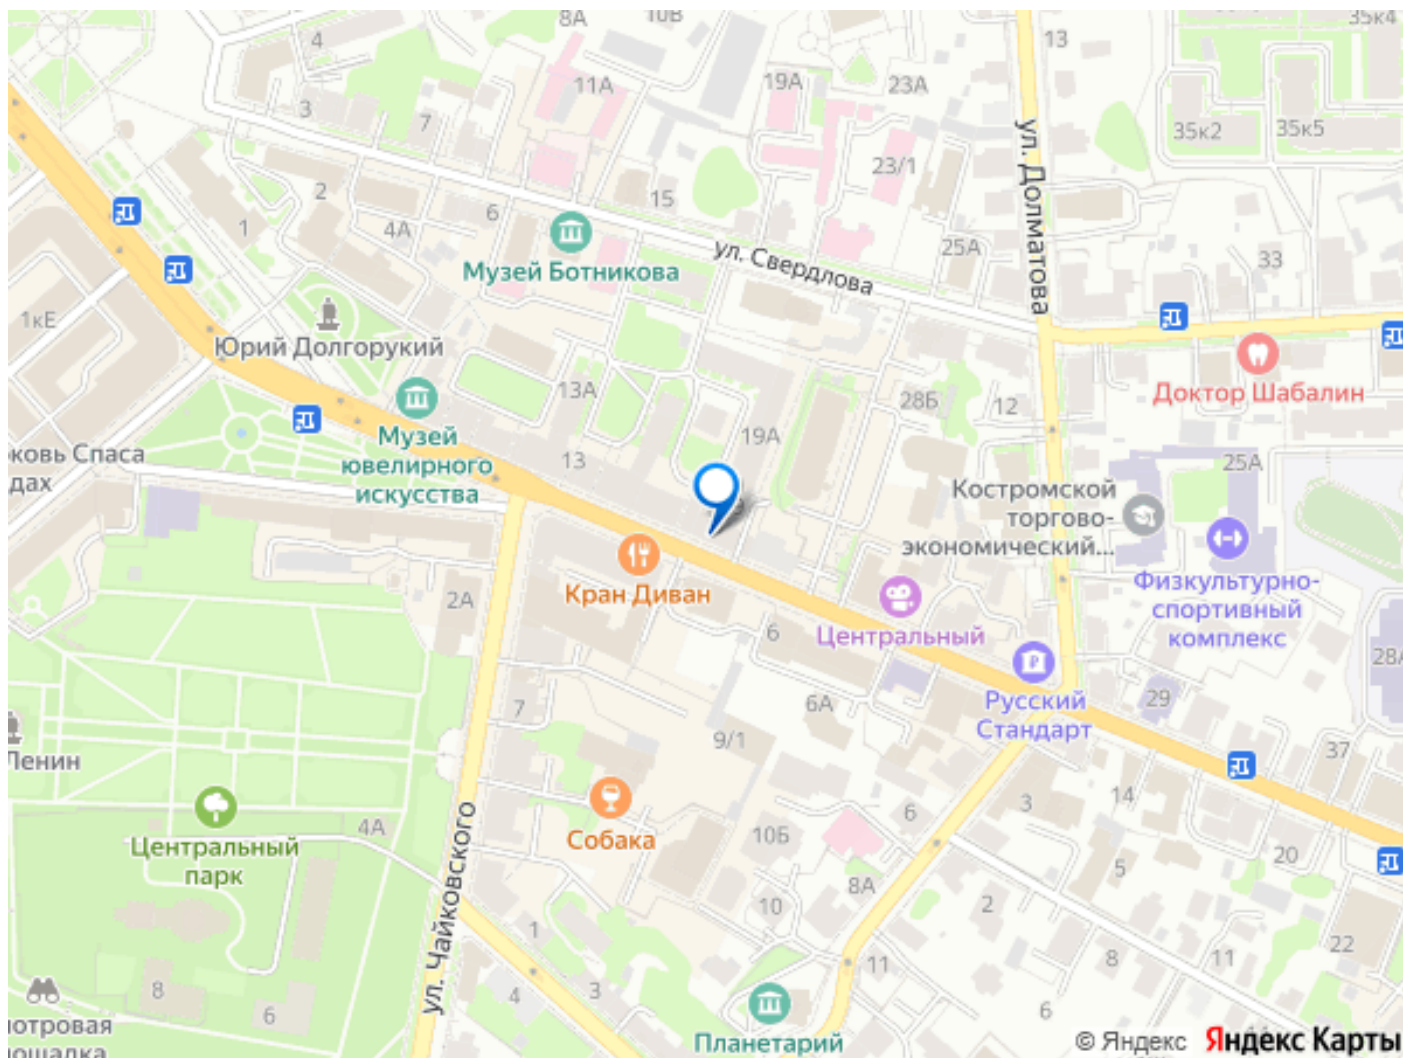 8А
10В
35к4
4
13
11А
19А
23А
3
7
35к2
35к5
ул. Долматова
23/1
2
15
6
1
4А
Музей Ботникова
ул. Свердлова
25А
33
1кЕ
Юрий Долгорукий
13А
28Б
12
Доктор Шабалин
Музей
ювелирного
искусства
19А
13
ковь Спаса
дах
25А
Костромской
торгово-
экономический...
Кран Диван
2А
Центральный
6
Физкультурно-
спортивный
комплекс
28А
Русский
Стандарт
29
6А
7
9/1
37
Ленин
14
3
6
Собака
10Б
4А
Центральный
парк
20
5
8А
10
2
ул. Чайковского
1
22
8
11
11
8
4
3
6
6
отровая
ощадка
Планетарий
© Яндекс Яндекс Карты